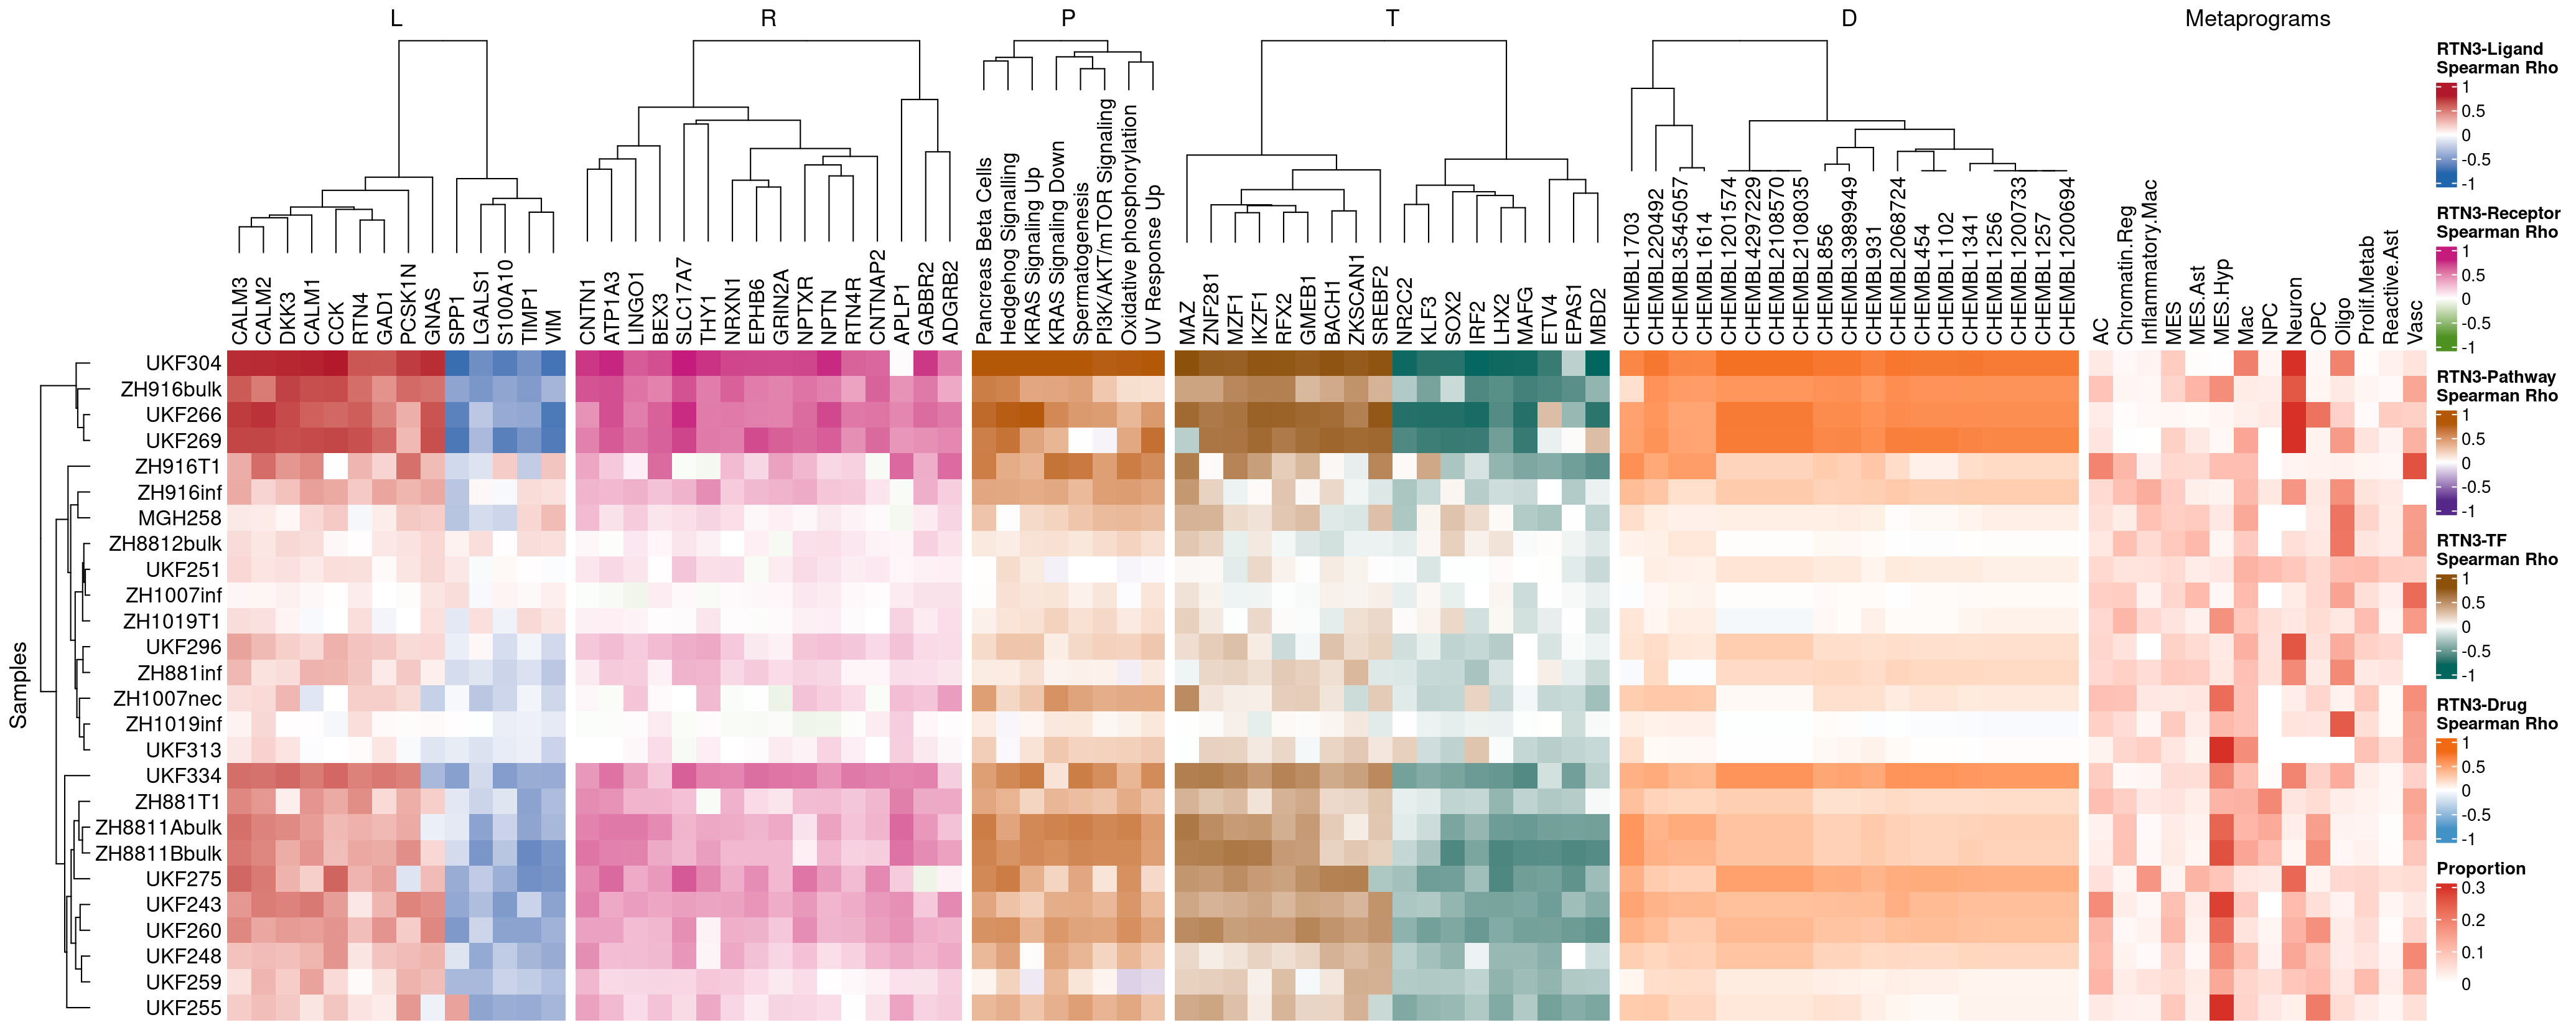 L
R
P
T
D
Metaprograms
CALM3
CALM2
DKK3
CALM1
CCK
RTN4
GAD1
PCSK1N
GNAS
SPP1
LGALS1
S100A10
TIMP1
VIM
CNTN1
ATP1A3
LINGO1
BEX3
SLC17A7
THY1
NRXN1
EPHB6
GRIN2A
NPTXR
NPTN
RTN4R
CNTNAP2
APLP1
GABBR2
ADGRB2
Pancreas Beta Cells
Hedgehog Signalling
KRAS Signaling Up
KRAS Signaling Down
Spermatogenesis
PI3K/AKT/mTOR Signaling
Oxidative phosphorylation
UV Response Up
MAZ
ZNF281
MZF1
IKZF1
RFX2
GMEB1
BACH1
ZKSCAN1
SREBF2
NR2C2
KLF3
SOX2
IRF2
LHX2
MAFG
ETV4
EPAS1
MBD2
CHEMBL1703
CHEMBL220492
CHEMBL3545057
CHEMBL1614
CHEMBL1201574
CHEMBL4297229
CHEMBL2108570
CHEMBL2108035
CHEMBL856
CHEMBL3989949
CHEMBL931
CHEMBL2068724
CHEMBL454
CHEMBL1102
CHEMBL1341
CHEMBL1256
CHEMBL1200733
CHEMBL1257
CHEMBL1200694
AC
Chromatin.Reg
Inflammatory.Mac
MES
MES.Ast
MES.Hyp
Mac
NPC
Neuron
OPC
Oligo
Prolif.Metab
Reactive.Ast
Vasc
Samples
UKF304
ZH916bulk
UKF266
UKF269
ZH916T1
ZH916inf
MGH258
ZH8812bulk
UKF251
ZH1007inf
ZH1019T1
UKF296
ZH881inf
ZH1007nec
ZH1019inf
UKF313
UKF334
ZH881T1
ZH8811Abulk
ZH8811Bbulk
UKF275
UKF243
UKF260
UKF248
UKF259
UKF255
RTN3-Ligand
Spearman Rho
1
0.5
0
-0.5
-1
RTN3-Receptor
Spearman Rho
1
0.5
0
-0.5
-1
RTN3-Pathway
Spearman Rho
1
0.5
0
-0.5
-1
RTN3-TF
Spearman Rho
1
0.5
0
-0.5
-1
RTN3-Drug
Spearman Rho
1
0.5
0
-0.5
-1
Proportion
0.3
0.2
0.1
0